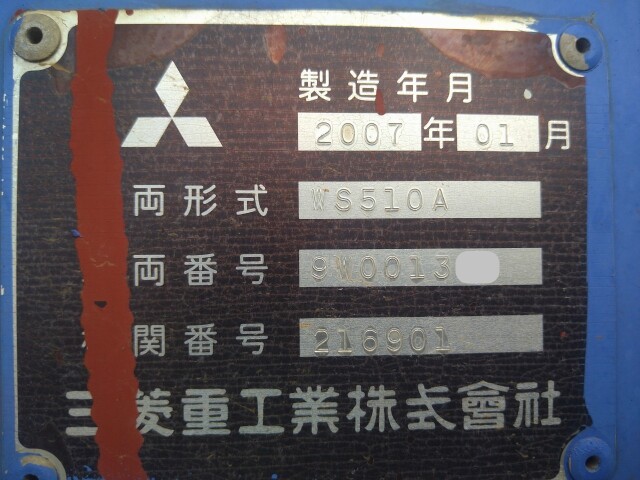 製造年月
2007年01月
両形式 WS510A
両番号 9W0013
関番号 216901
三菱重工業株式會社